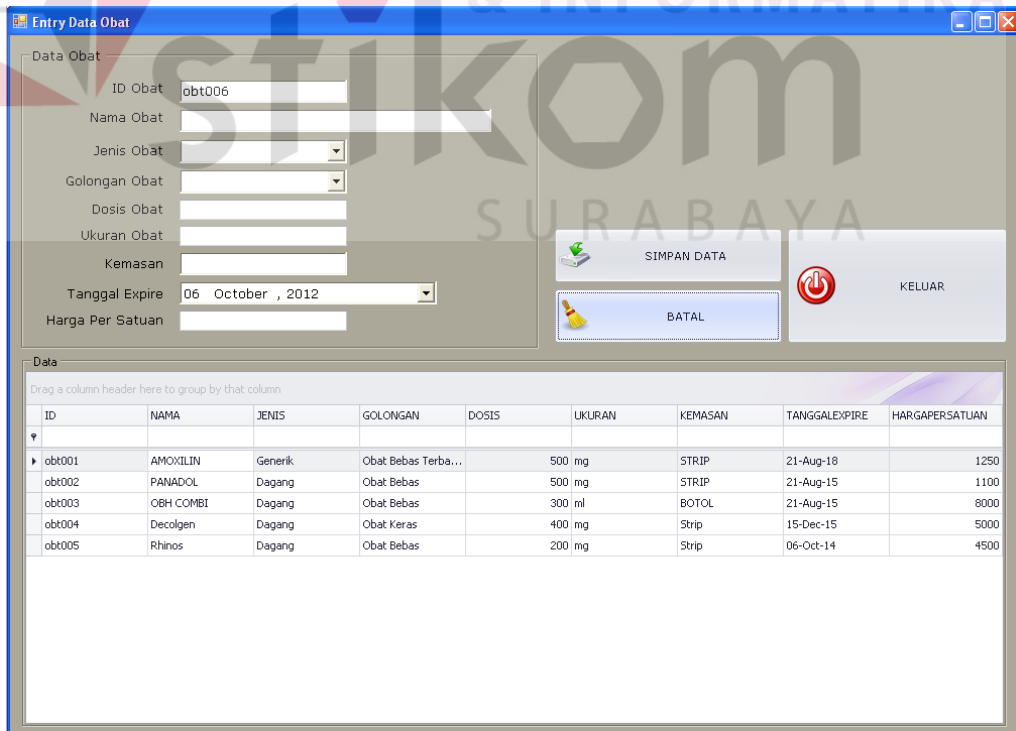 & INFORMATIKA
stikom
SURABAYA
Entry Data Obat
Data Obat
ID Obat obt006
Nama Obat
Jenis Obat
Golongan Obat
Dosis Obat
Ukuran Obat
Kemasan
Tanggal Expire 06 October , 2012
Harga Per Satuan
SIMPAN DATA
BATAL
KELUAR
Data
Drag a column header here to group by that column
ID NAMA JENIS GOLONGAN DOSIS UKURAN KEMASAN TANGGALEXPIRE HARGAPERSATUAN
obt001 AMOXILIN Generik Obat Bebas Terba... 500 mg STRIP 21-Aug-18 1250
obt002 PANADOL Dagang Obat Bebas 500 mg STRIP 21-Aug-15 1100
obt003 OBH COMBI Dagang Obat Bebas 300 ml BOTOL 21-Aug-15 8000
obt004 Decolgen Dagang Obat Keras 400 mg Strip 15-Dec-15 5000
obt005 Rhinos Dagang Obat Bebas 200 mg Strip 06-Oct-14 4500